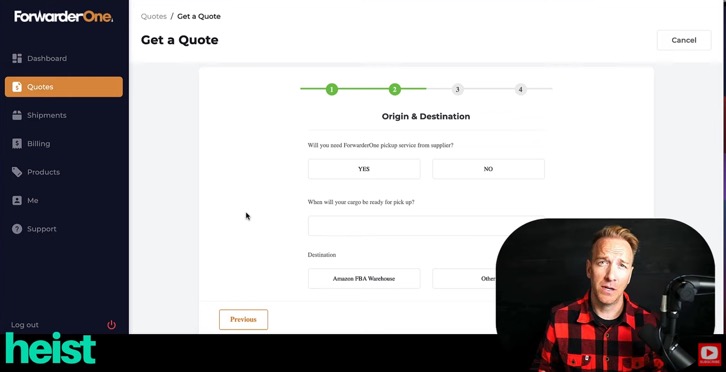 ForwarderOne.
Quotes / Get a Quote
Get a Quote
Cancel
Dashboard
Quotes
Shipments
Billing
Products
Me
Support
Log out
1 2 3 4
Origin & Destination
Will you need ForwarderOne pickup service from supplier?
YES NO
When will your cargo be ready for pick up?
Destination
Amazon FBA Warehouse
Other
Previous
heist
SUBSCRIBE